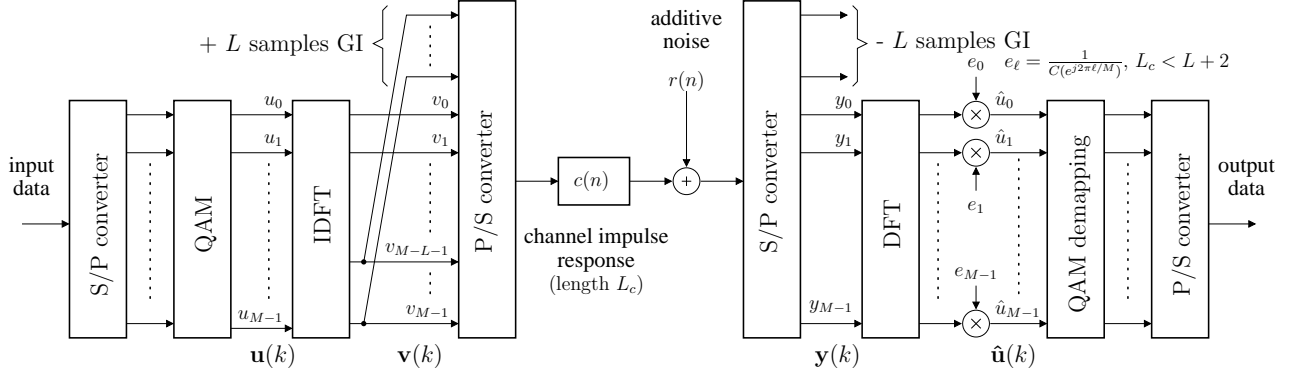 + L samples GI
additive
noise
r(n)
- L samples GI
e_0
e_ℓ = 1/C(e^{j2πℓ/M}), L_c < L + 2
input
data
S/P converter
QAM
u_0
u_1
u_{M−1}
u(k)
IDFT
v_0
v_1
v_{M−L−1}
v_{M−1}
v(k)
P/S converter
c(n)
channel impulse
response
(length L_c)
+
S/P converter
y_0
y_1
y_{M−1}
y(k)
DFT
×
×
e_1
e_{M−1}
×
û_0
û_1
û_{M−1}
û(k)
QAM demapping
P/S converter
output
data